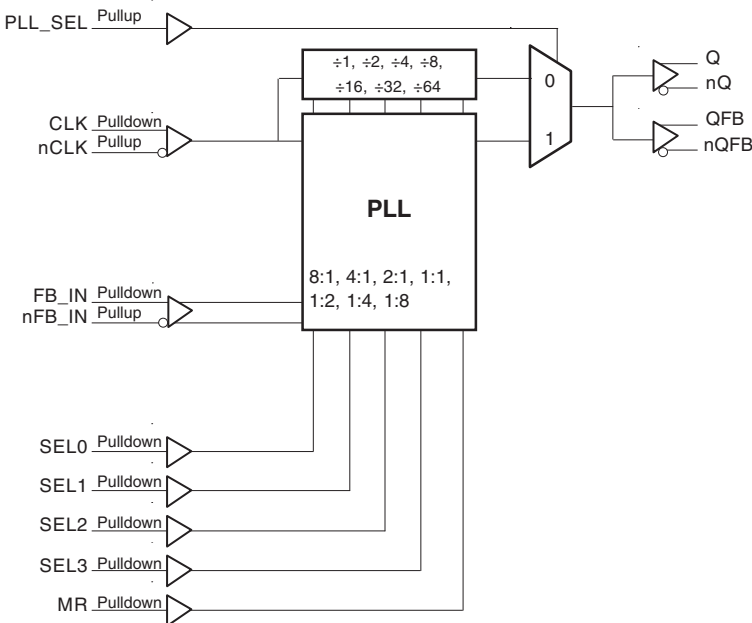 PLL_SEL Pullup
÷1, ÷2, ÷4, ÷8,
÷16, ÷32, ÷64
0
1
Q
nQ
QFB
nQFB
CLK Pulldown
nCLK Pullup
PLL
8:1, 4:1, 2:1, 1:1,
1:2, 1:4, 1:8
FB_IN Pulldown
nFB_IN Pullup
SEL0 Pulldown
SEL1 Pulldown
SEL2 Pulldown
SEL3 Pulldown
MR Pulldown